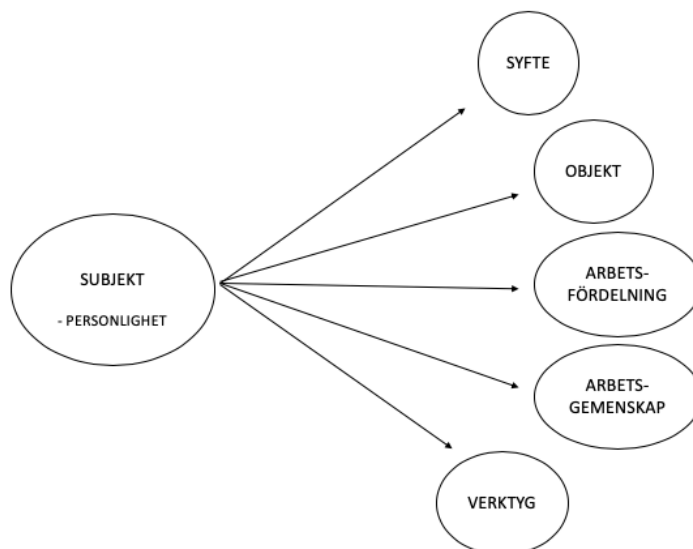 SYFTE
OBJEKT
SUBJEKT
- PERSONLIGHET
ARBETS-
FÖRDELNING
ARBETS-
GEMENSKAP
VERKTYG